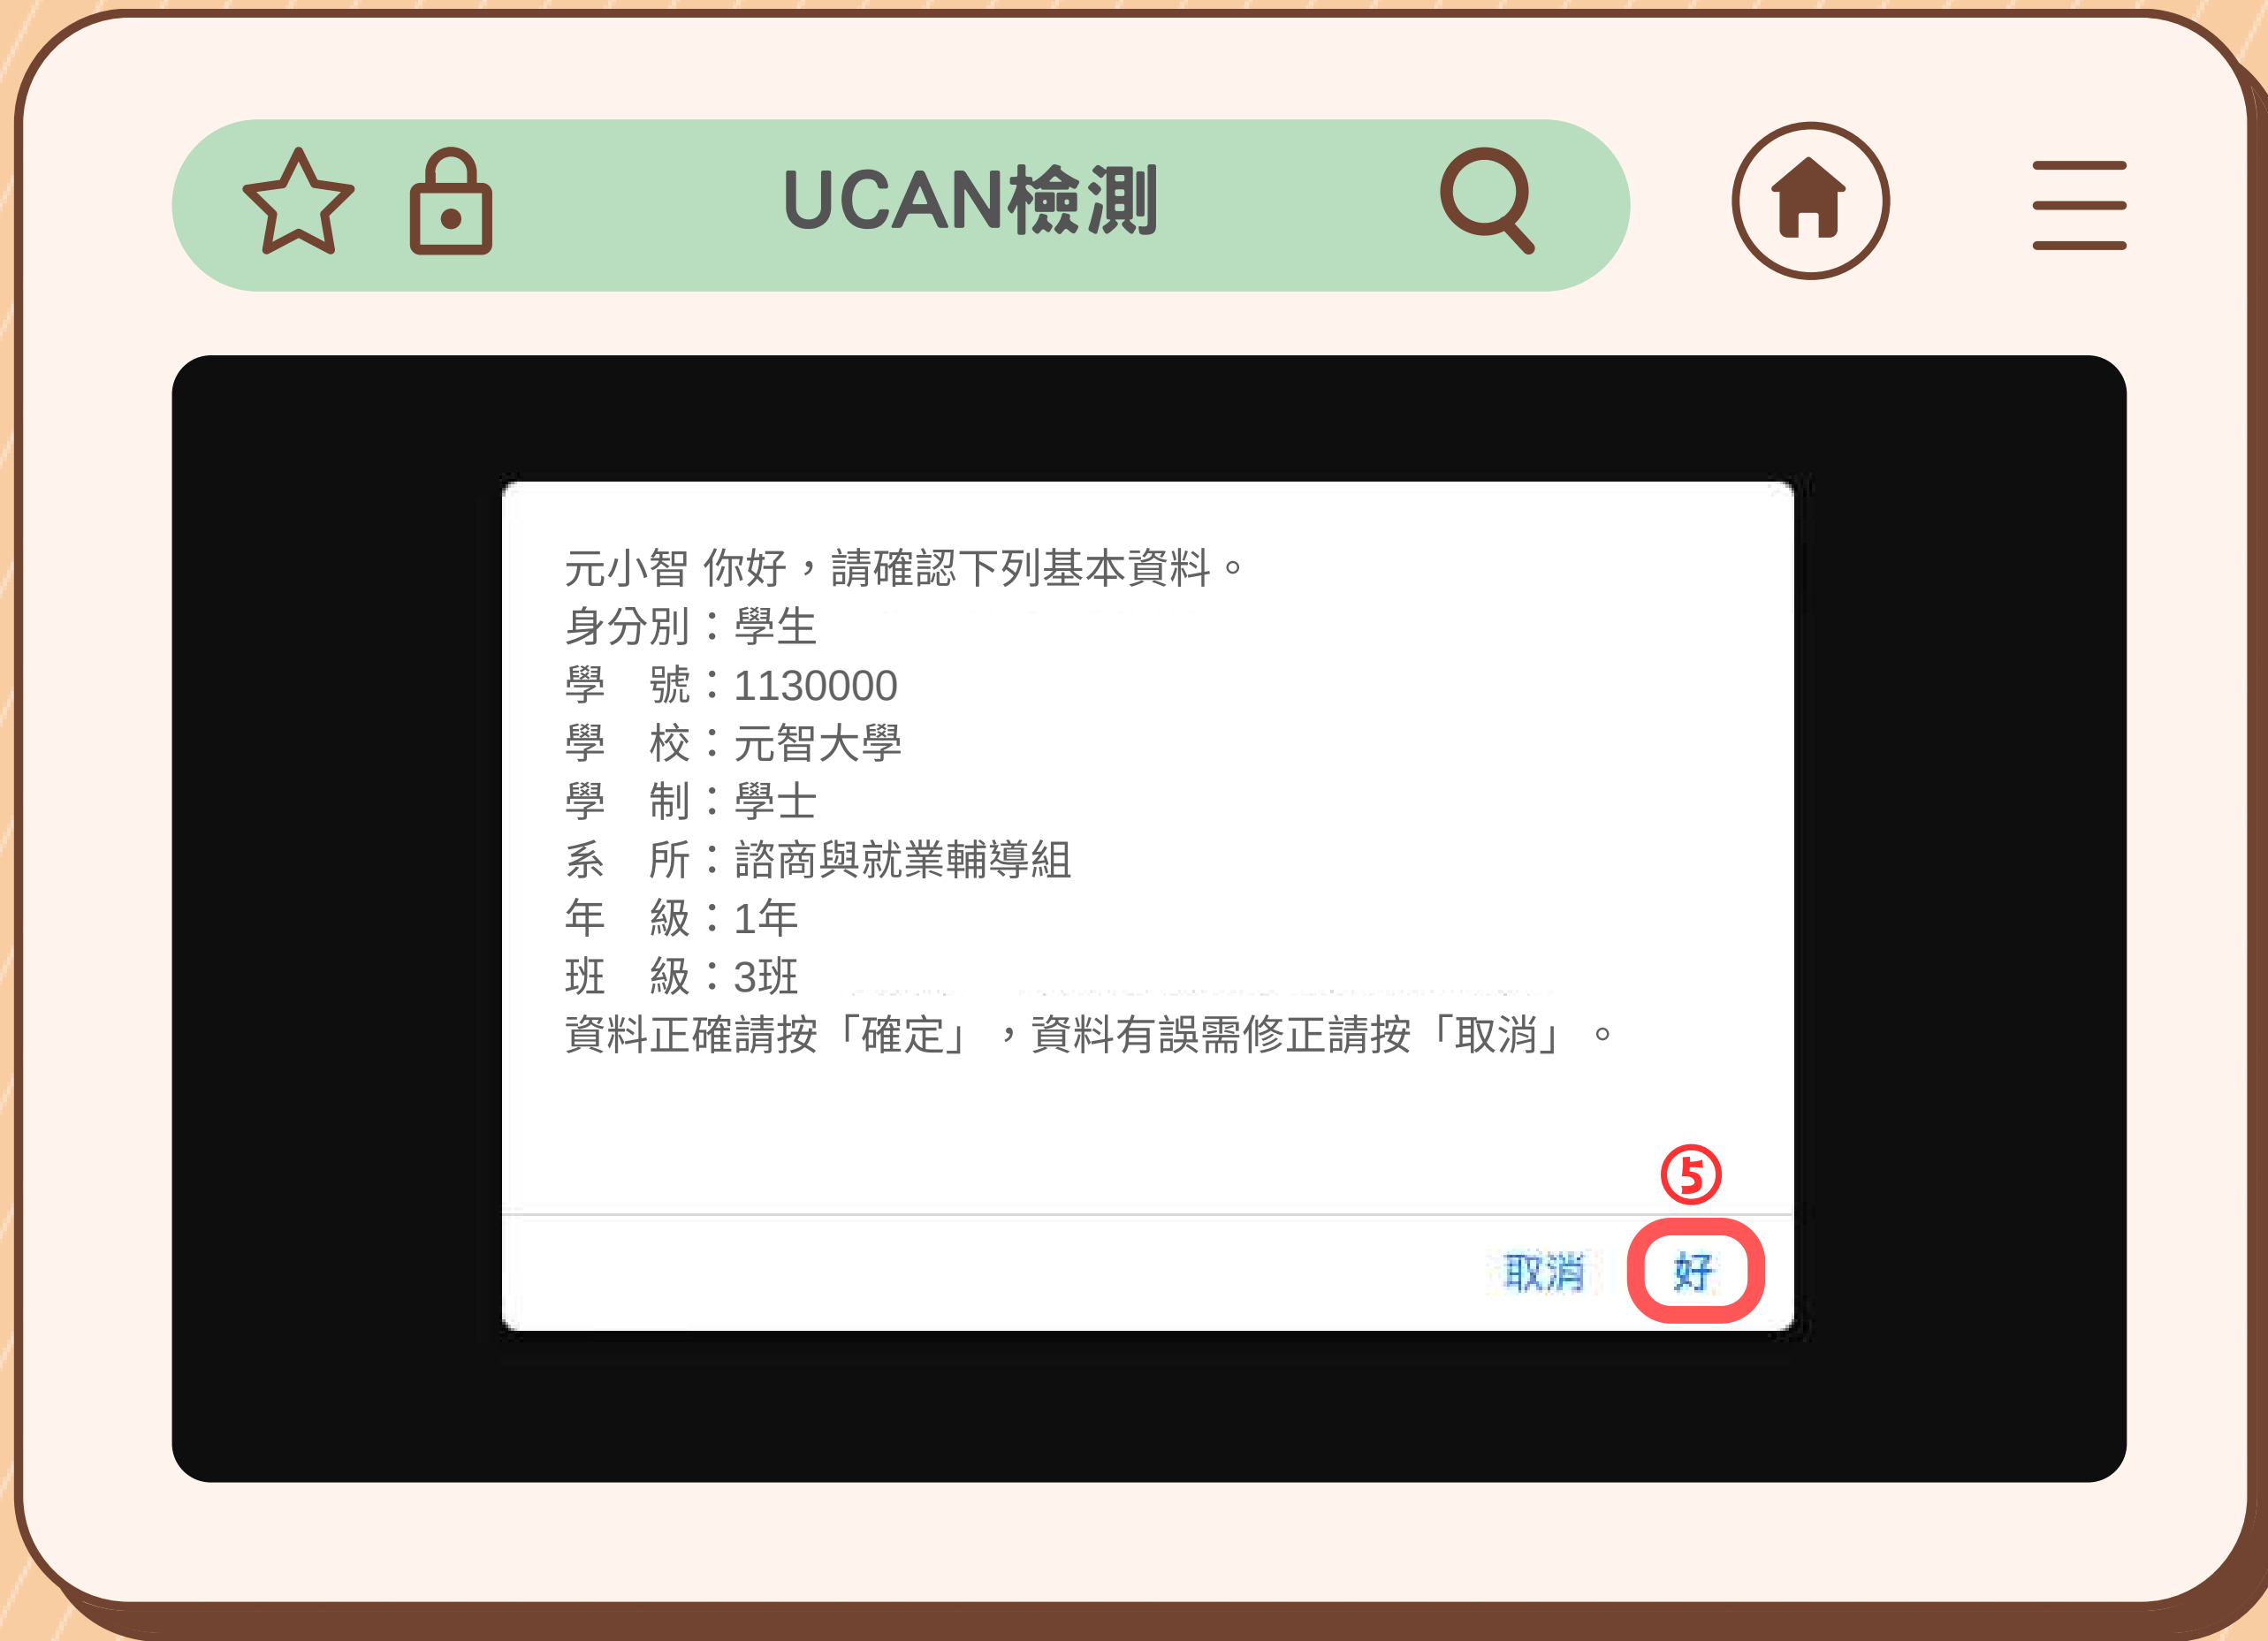 UCAN檢測
元小智 你好，請確認下列基本資料。
身分別：學生
學　號：1130000
學　校：元智大學
學　制：學士
系　所：諮商與就業輔導組
年　級：1年
班　級：3班
資料正確請按「確定」，資料有誤需修正請按「取消」。
⑤
取消　好